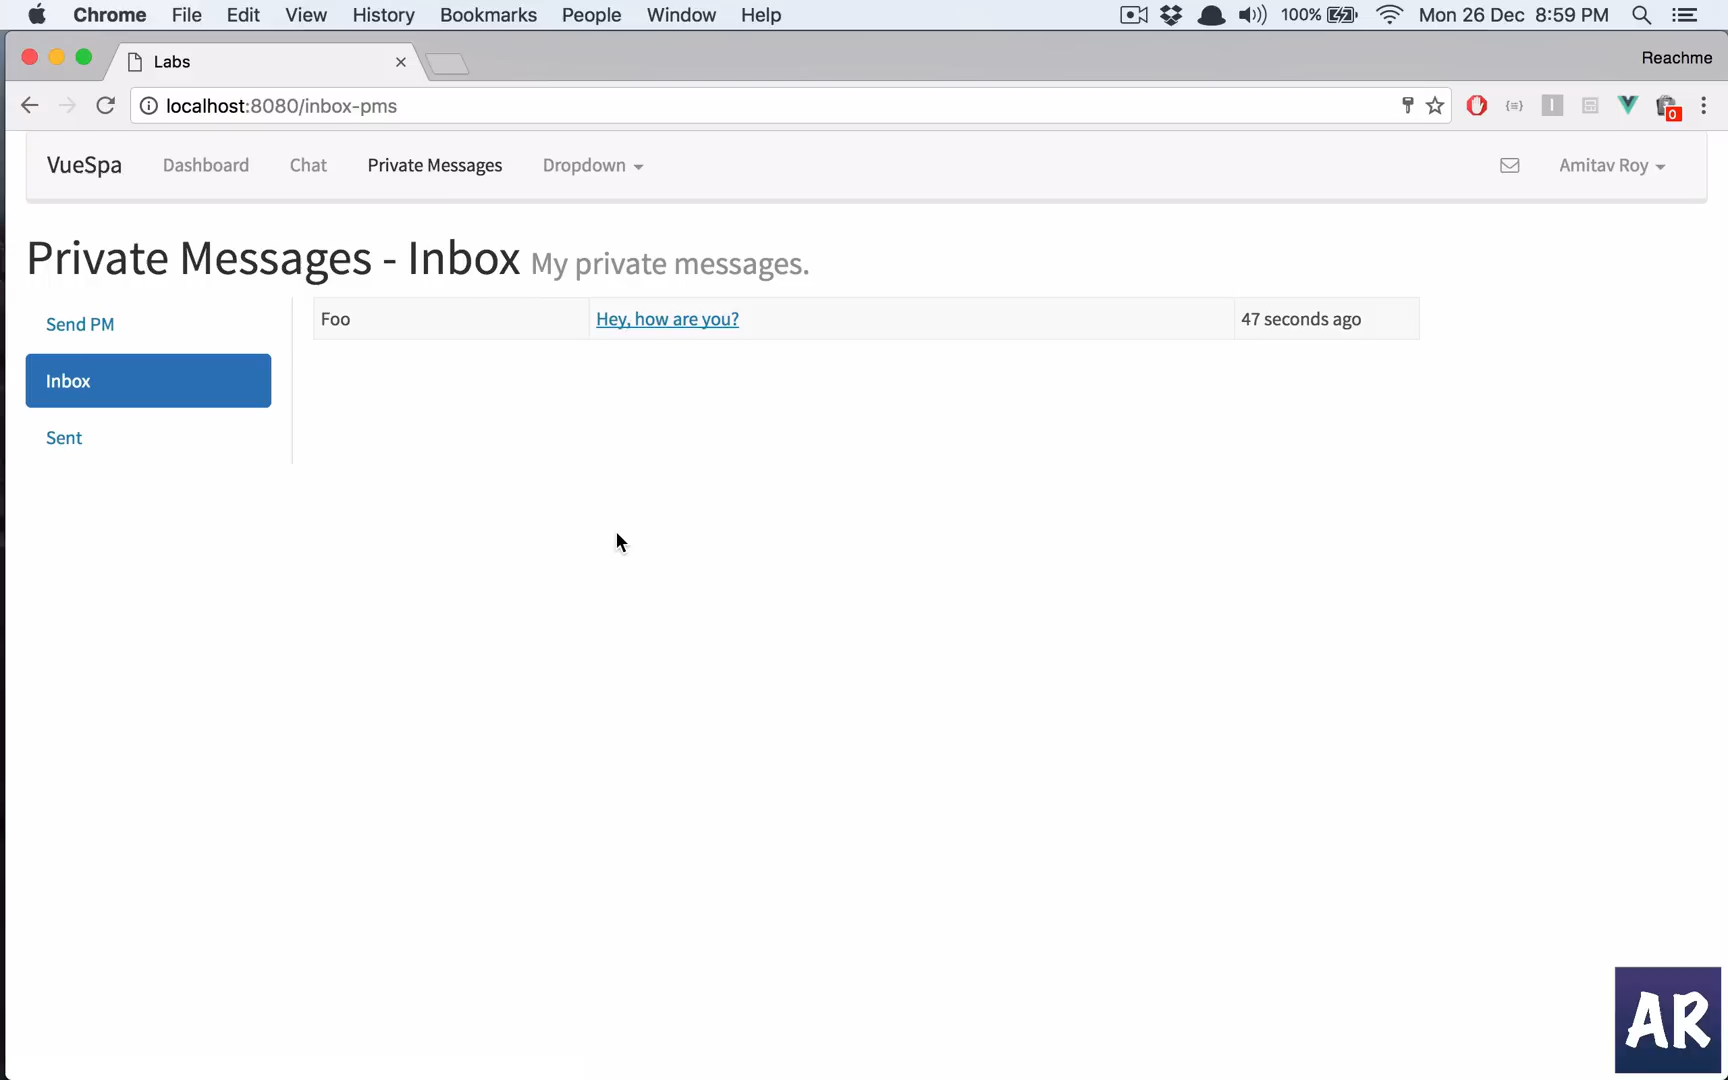 Chrome File Edit View History Bookmarks People Window Help 100% Mon 26 Dec 8:59 PM
Labs Reachme
localhost:8080/inbox-pms 0
VueSpa Dashboard Chat Private Messages Dropdown Amitav Roy
Private Messages - Inbox My private messages.
Send PM
Foo Hey, how are you? 47 seconds ago
Inbox
Sent
AR